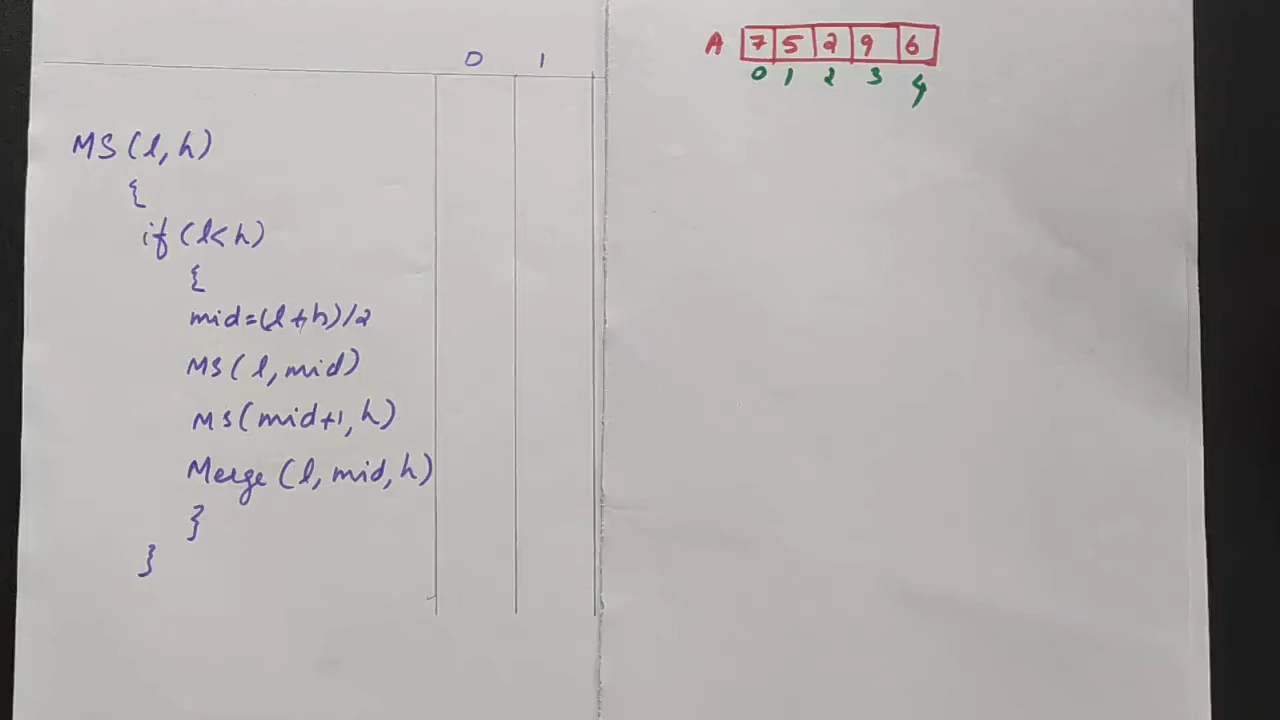 0 1
MS(l,h)
{
if(l<h)
{
mid=(l+h)/2
MS(l,mid)
MS(mid+1,h)
Merge(l,mid,h)
}
}
A 7 5 2 9 6
0 1 2 3 4